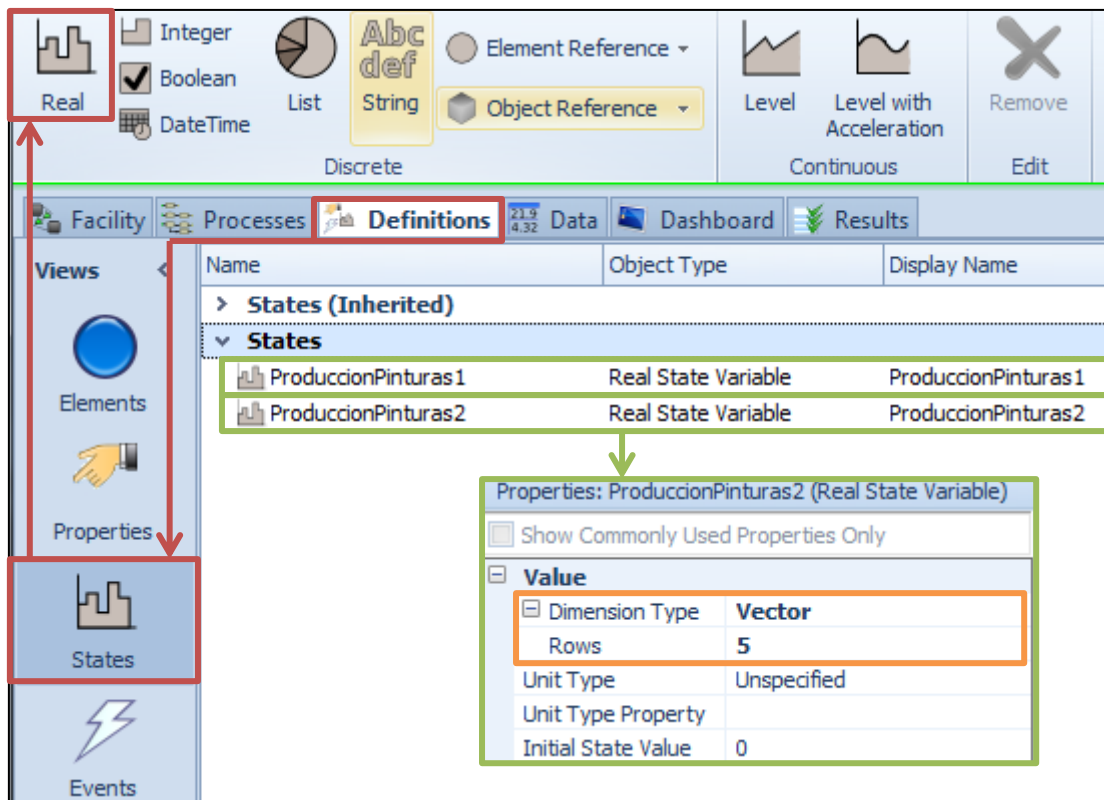 Real
Integer
Boolean
DateTime
List
Abc
def
String
Element Reference
Object Reference
Discrete
Level
Level with
Acceleration
Continuous
Remove
Edit
Facility Processes Definitions 21.9 4.32 Data Dashboard Results
Views
Elements
Properties
States
Events
Name Object Type Display Name
States (Inherited)
States
ProduccionPinturas1 Real State Variable ProduccionPinturas1
ProduccionPinturas2 Real State Variable ProduccionPinturas2
Properties: ProduccionPinturas2 (Real State Variable)
Show Commonly Used Properties Only
Value
Dimension Type Vector
Rows 5
Unit Type Unspecified
Unit Type Property
Initial State Value 0